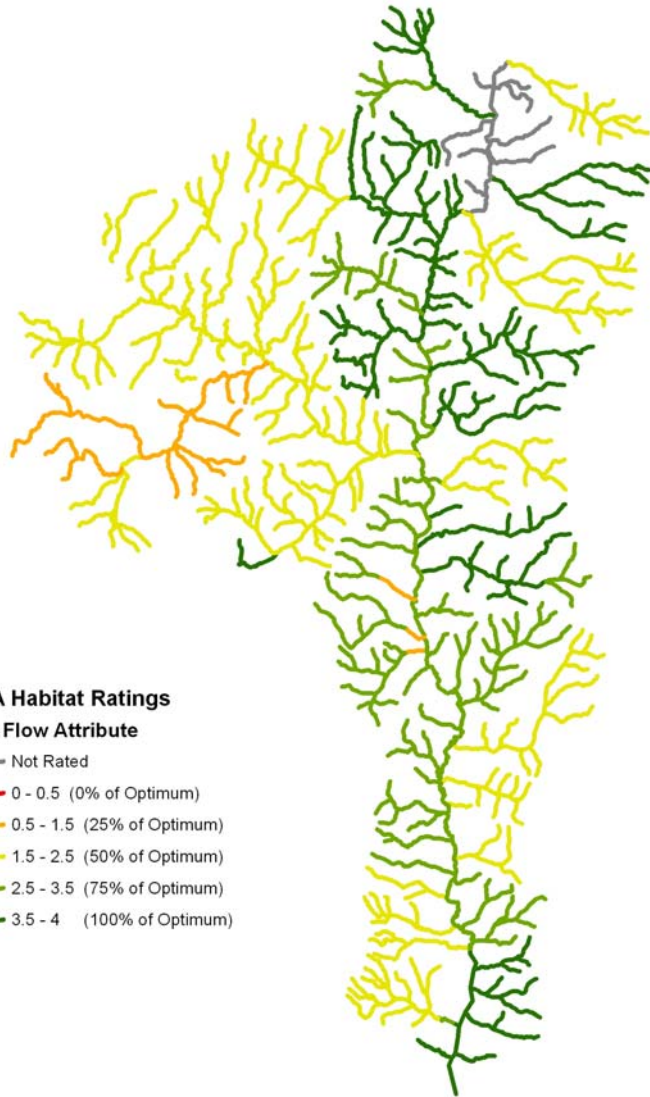 A Habitat Ratings
Flow Attribute
Not Rated
0 - 0.5 (0% of Optimum)
0.5 - 1.5 (25% of Optimum)
1.5 - 2.5 (50% of Optimum)
2.5 - 3.5 (75% of Optimum)
3.5 - 4 (100% of Optimum)